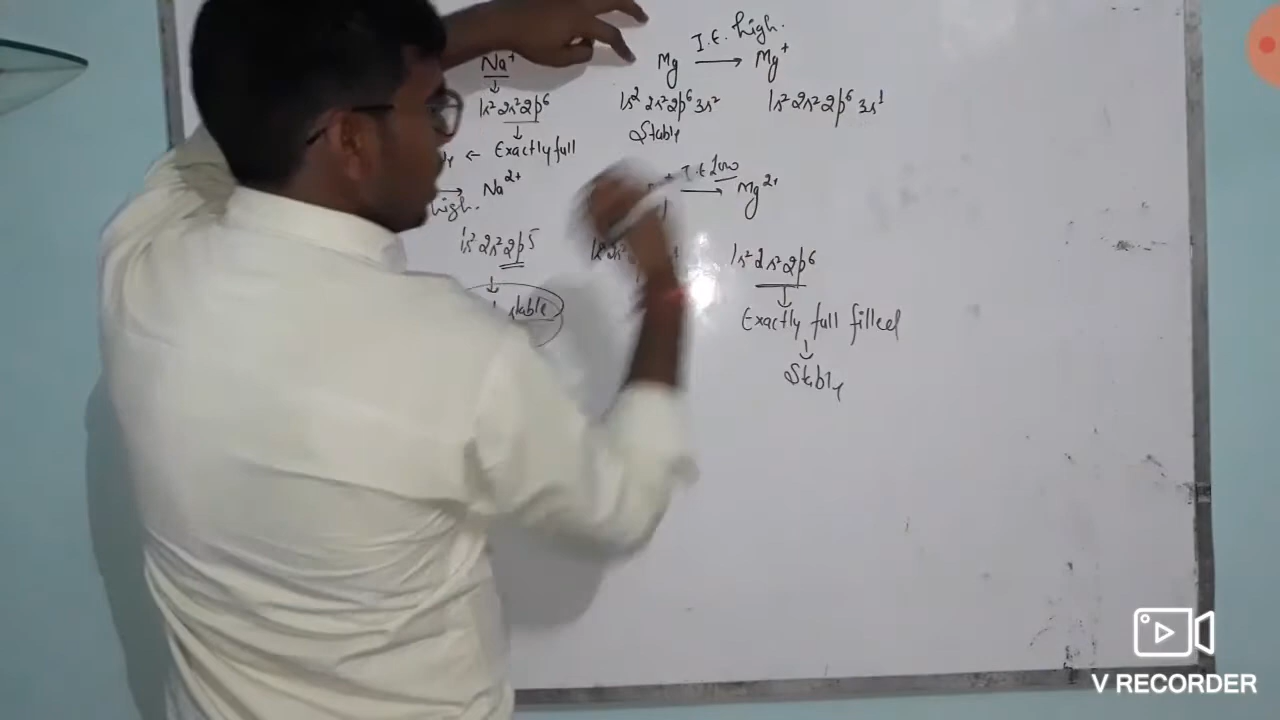 Na⁺
1s² 2s² 2p⁶
Exactly full
Na²⁺
high.
1s² 2s² 2p⁵
stable
I.E. high.
Mg → Mg⁺
1s² 2s² 2p⁶ 3s² 1s² 2s² 2p⁶ 3s¹
Stable
I.E low
→ Mg²⁺
1s² 2s² 2p⁶
Exactly full filled
Stable
V RECORDER